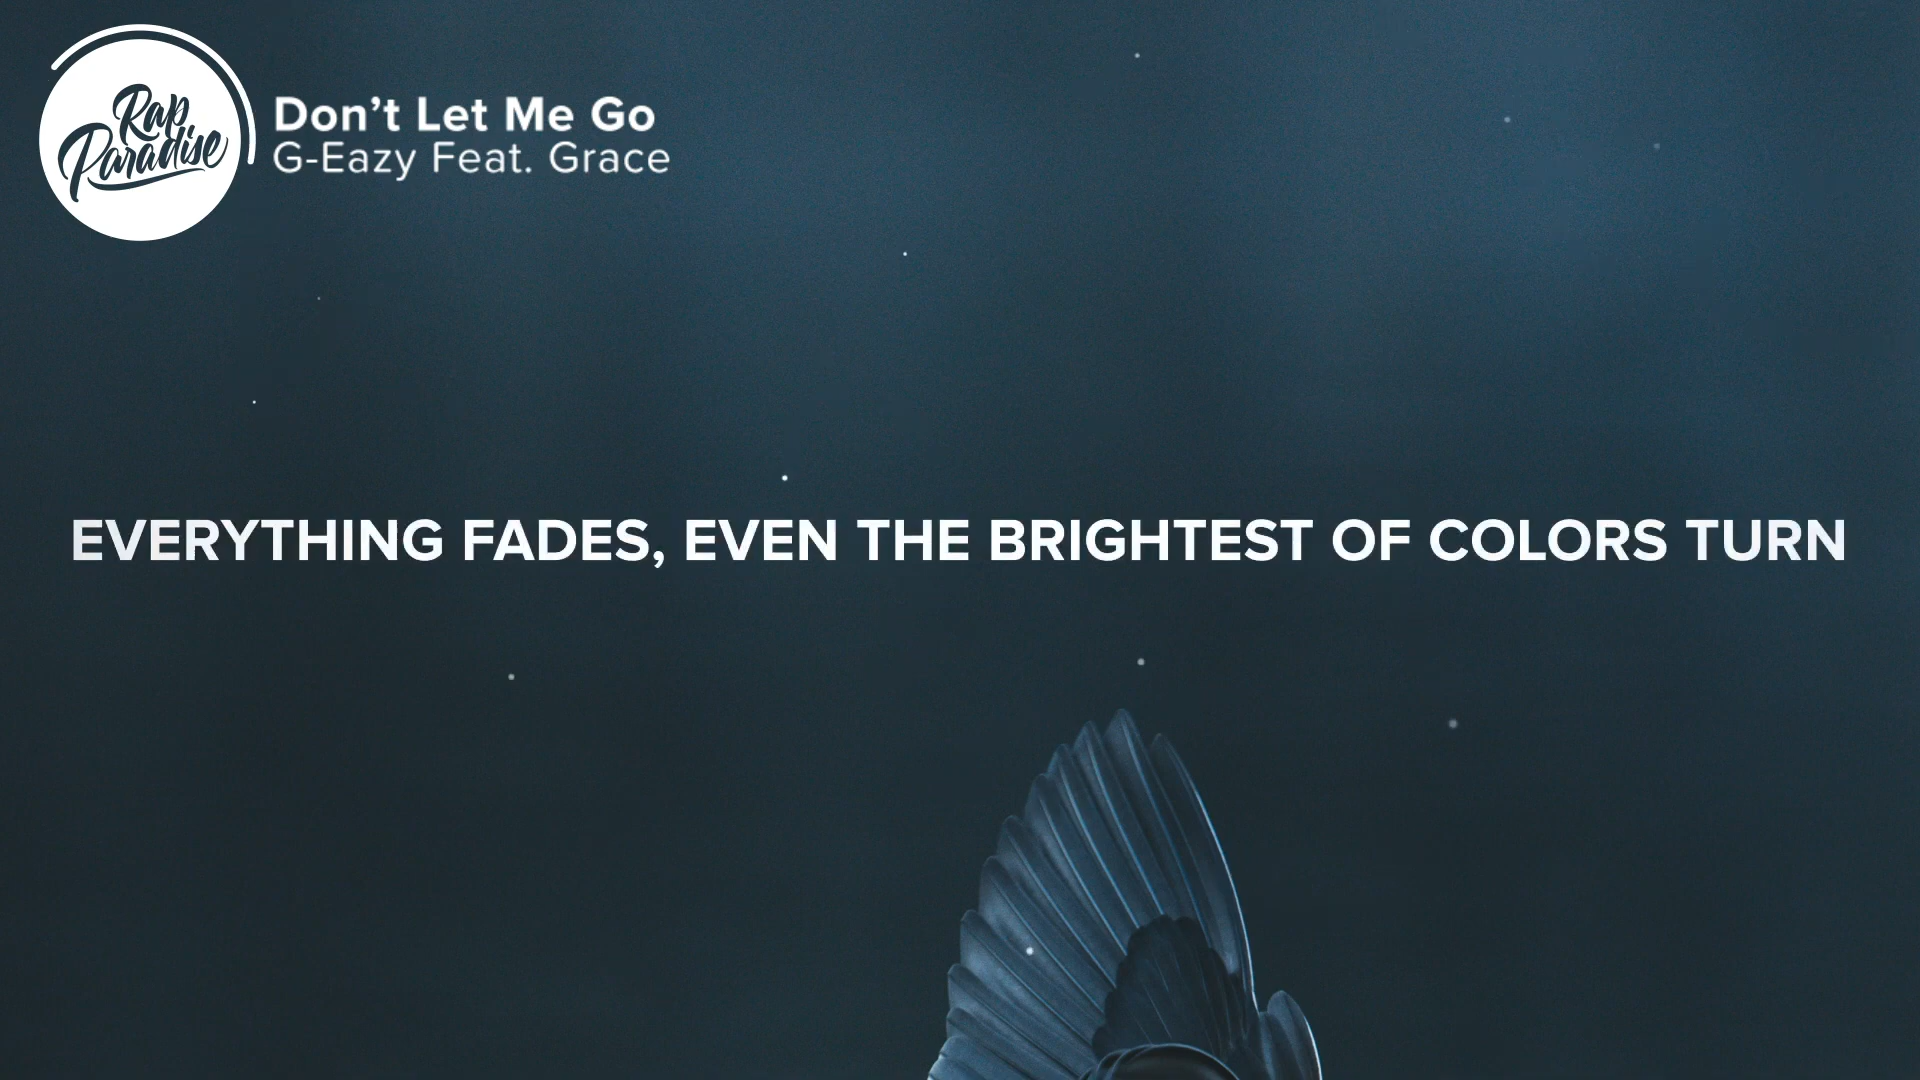 Rap
Paradise
Don’t Let Me Go
G-Eazy Feat. Grace
EVERYTHING FADES, EVEN THE BRIGHTEST OF COLORS TURN